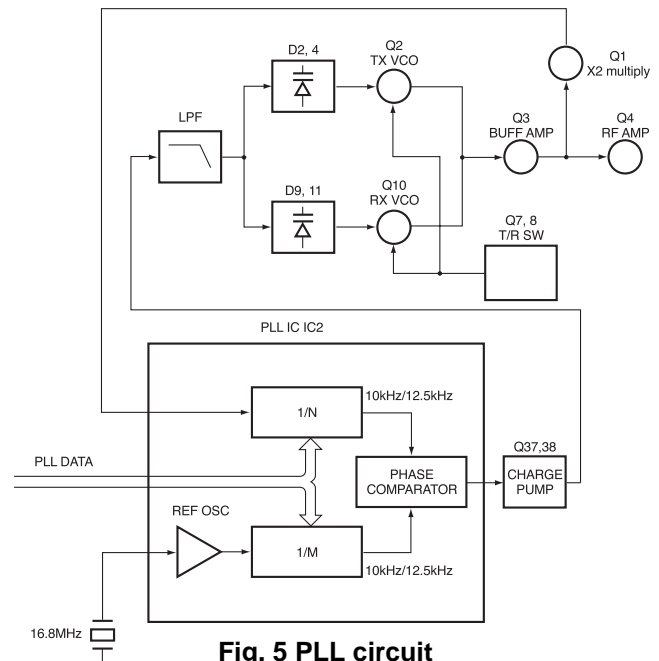 D2, 4
Q2
TX VCO
Q1
X2 multiply
LPF
Q3
BUFF AMP
Q4
RF AMP
D9, 11
Q10
RX VCO
Q7, 8
T/R SW
PLL IC IC2
10kHz/12.5kHz
1/N
PLL DATA
PHASE
COMPARATOR
Q37,38
CHARGE
PUMP
REF OSC
1/M
10kHz/12.5kHz
16.8MHz
Fig. 5 PLL circuit